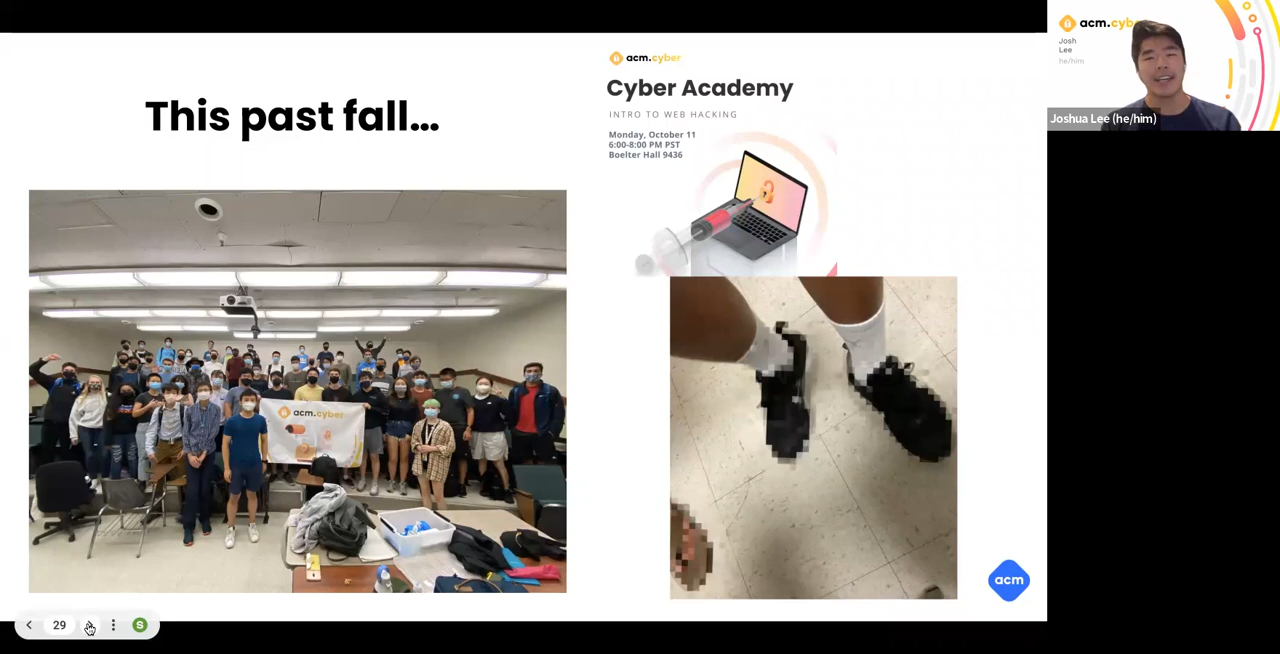 This past fall...
acm.cyber
Cyber Academy
INTRO TO WEB HACKING
Monday, October 11
6:00-8:00 PM PST
Boelter Hall 9436
acm.cyber
acm
29
S
acm.cyb
Josh
Lee
he/him
Joshua Lee (he/him)